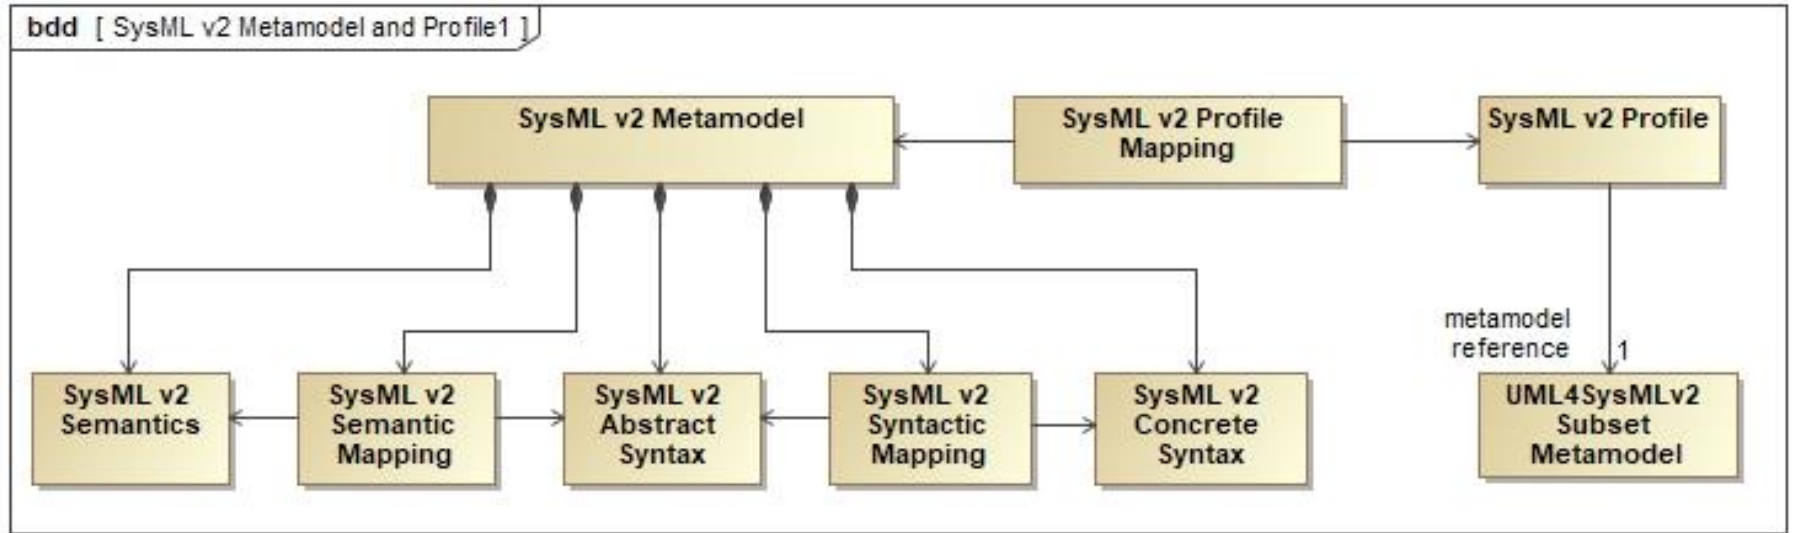 bdd [ SysML v2 Metamodel and Profile1 ]
SysML v2 Metamodel
SysML v2 Profile
Mapping
SysML v2 Profile
metamodel
reference
1
SysML v2
Semantics
SysML v2
Semantic
Mapping
SysML v2
Abstract
Syntax
SysML v2
Syntactic
Mapping
SysML v2
Concrete
Syntax
UML4SysMLv2
Subset
Metamodel